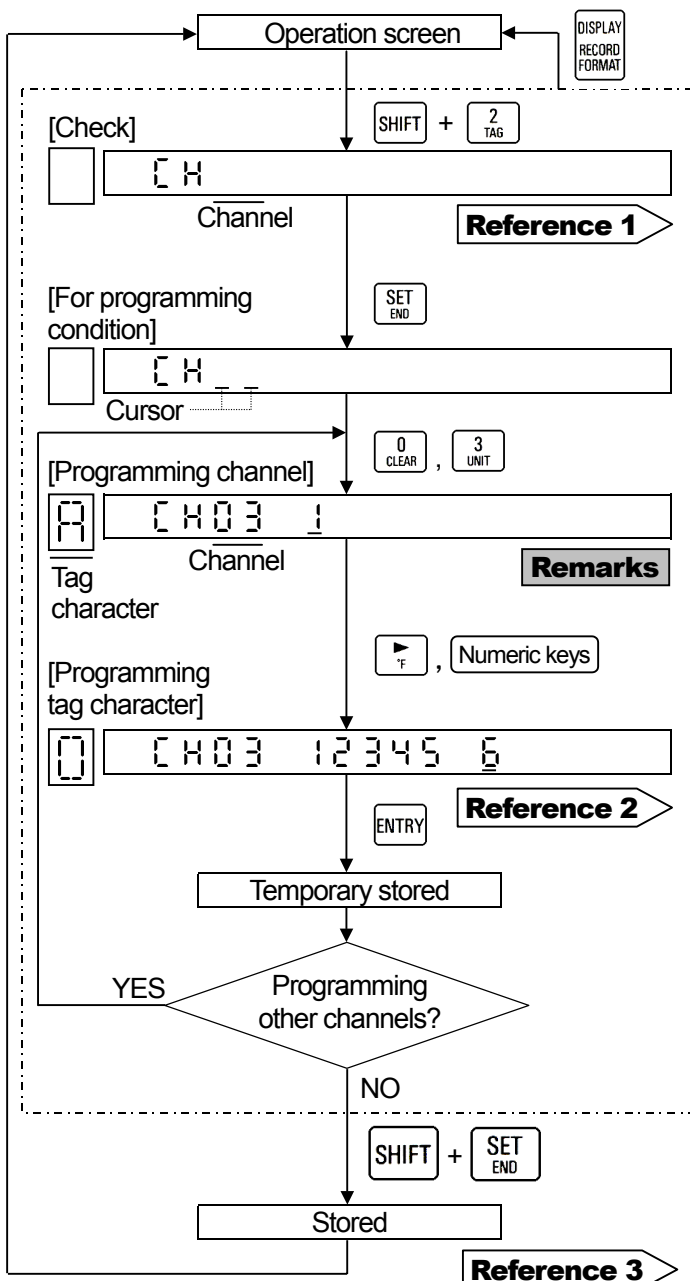 Operation screen
DISPLAY
RECORD
FORMAT
[Check]
SHIFT + 2
TAG
CH
Channel
Reference 1
[For programming
condition]
SET
END
CH_ _
Cursor
0
CLEAR , 3
UNIT
[Programming channel]
A CH03 1
Tag
character
Channel
Remarks
►
°F , Numeric keys
[Programming
tag character]
0 CH03 12345 6
Reference 2
ENTRY
Temporary stored
YES
Programming
other channels?
NO
SHIFT + SET
END
Stored
Reference 3